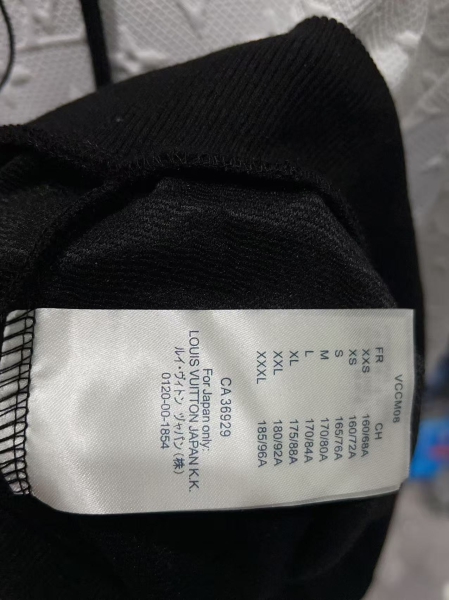 VCCM08
FR CH
XXS 160/68A
XS 160/72A
S 165/76A
M 170/80A
L 170/84A
XL 175/88A
XXL 180/92A
XXXL 185/96A
CA 36929
For Japan only:
LOUIS VUITTON JAPAN K.K.
ルイ・ヴィトン ジャパン(株)
0120-00-1854